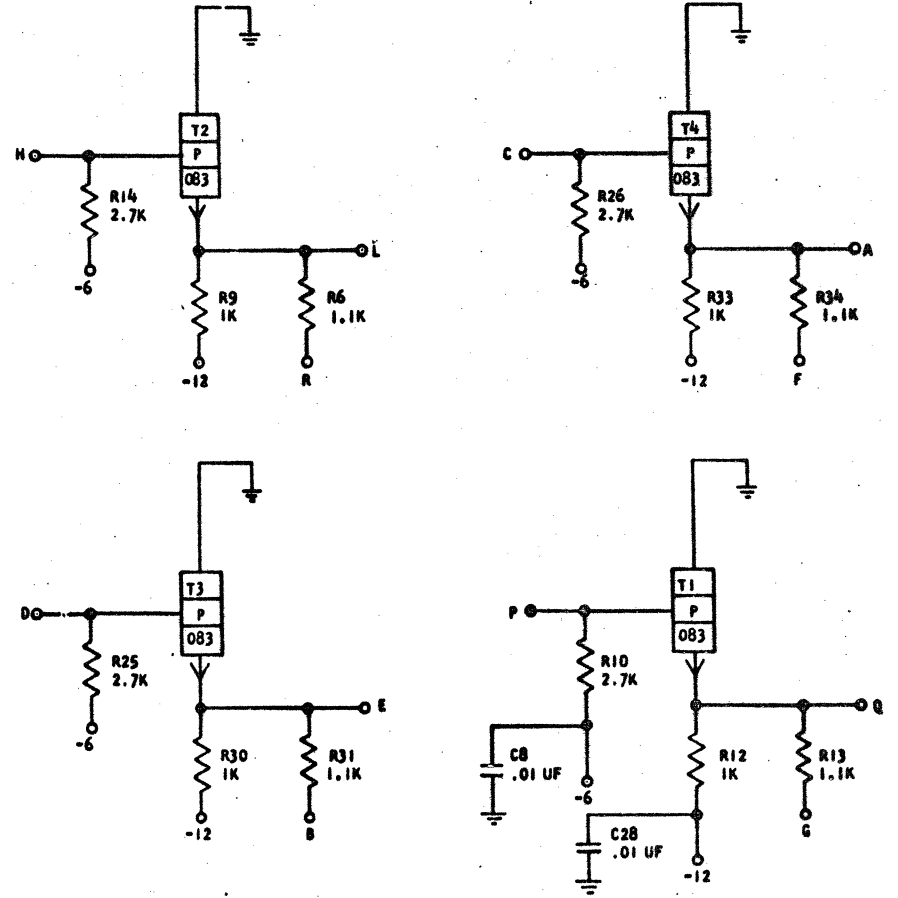 T2
P
083
H
R14
2.7K
-6
L
R9
1K
-12
R6
1.1K
R
T4
P
083
C
R26
2.7K
-6
A
R33
1K
-12
R34
1.1K
F
T3
P
083
D
R25
2.7K
-6
E
R30
1K
-12
R31
1.1K
B
T1
P
083
P
R10
2.7K
C8
.01 UF
-6
Q
R12
1K
R13
1.1K
G
C28
.01 UF
-12